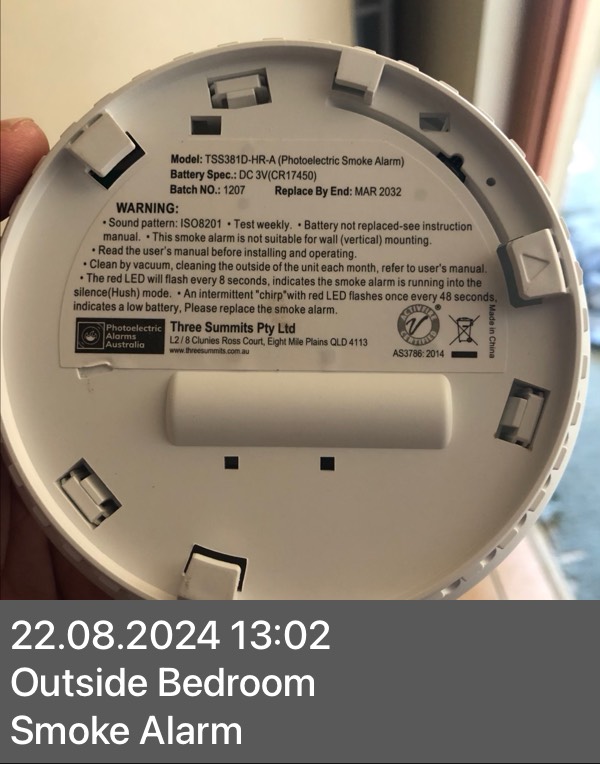 Model: TSS381D-HR-A (Photoelectric Smoke Alarm)
Battery Spec.: DC 3V(CR17450)
Batch NO.: 1207 Replace By End: MAR 2032
WARNING:
• Sound pattern: ISO8201 • Test weekly. • Battery not replaced-see instruction
manual. • This smoke alarm is not suitable for wall (vertical) mounting.
• Read the user's manual before installing and operating.
• Clean by vacuum, cleaning the outside of the unit each month, refer to user's manual.
• The red LED will flash every 8 seconds, indicates the smoke alarm is running into the
silence(Hush) mode. • An intermittent "chirp"with red LED flashes once every 48 seconds,
indicates a low battery, Please replace the smoke alarm.
Photoelectric
Alarms
Australia
Three Summits Pty Ltd
L2 / 8 Clunies Ross Court, Eight Mile Plains QLD 4113
www.threesummits.com.au
AS3786: 2014
Made in China
22.08.2024 13:02
Outside Bedroom
Smoke Alarm